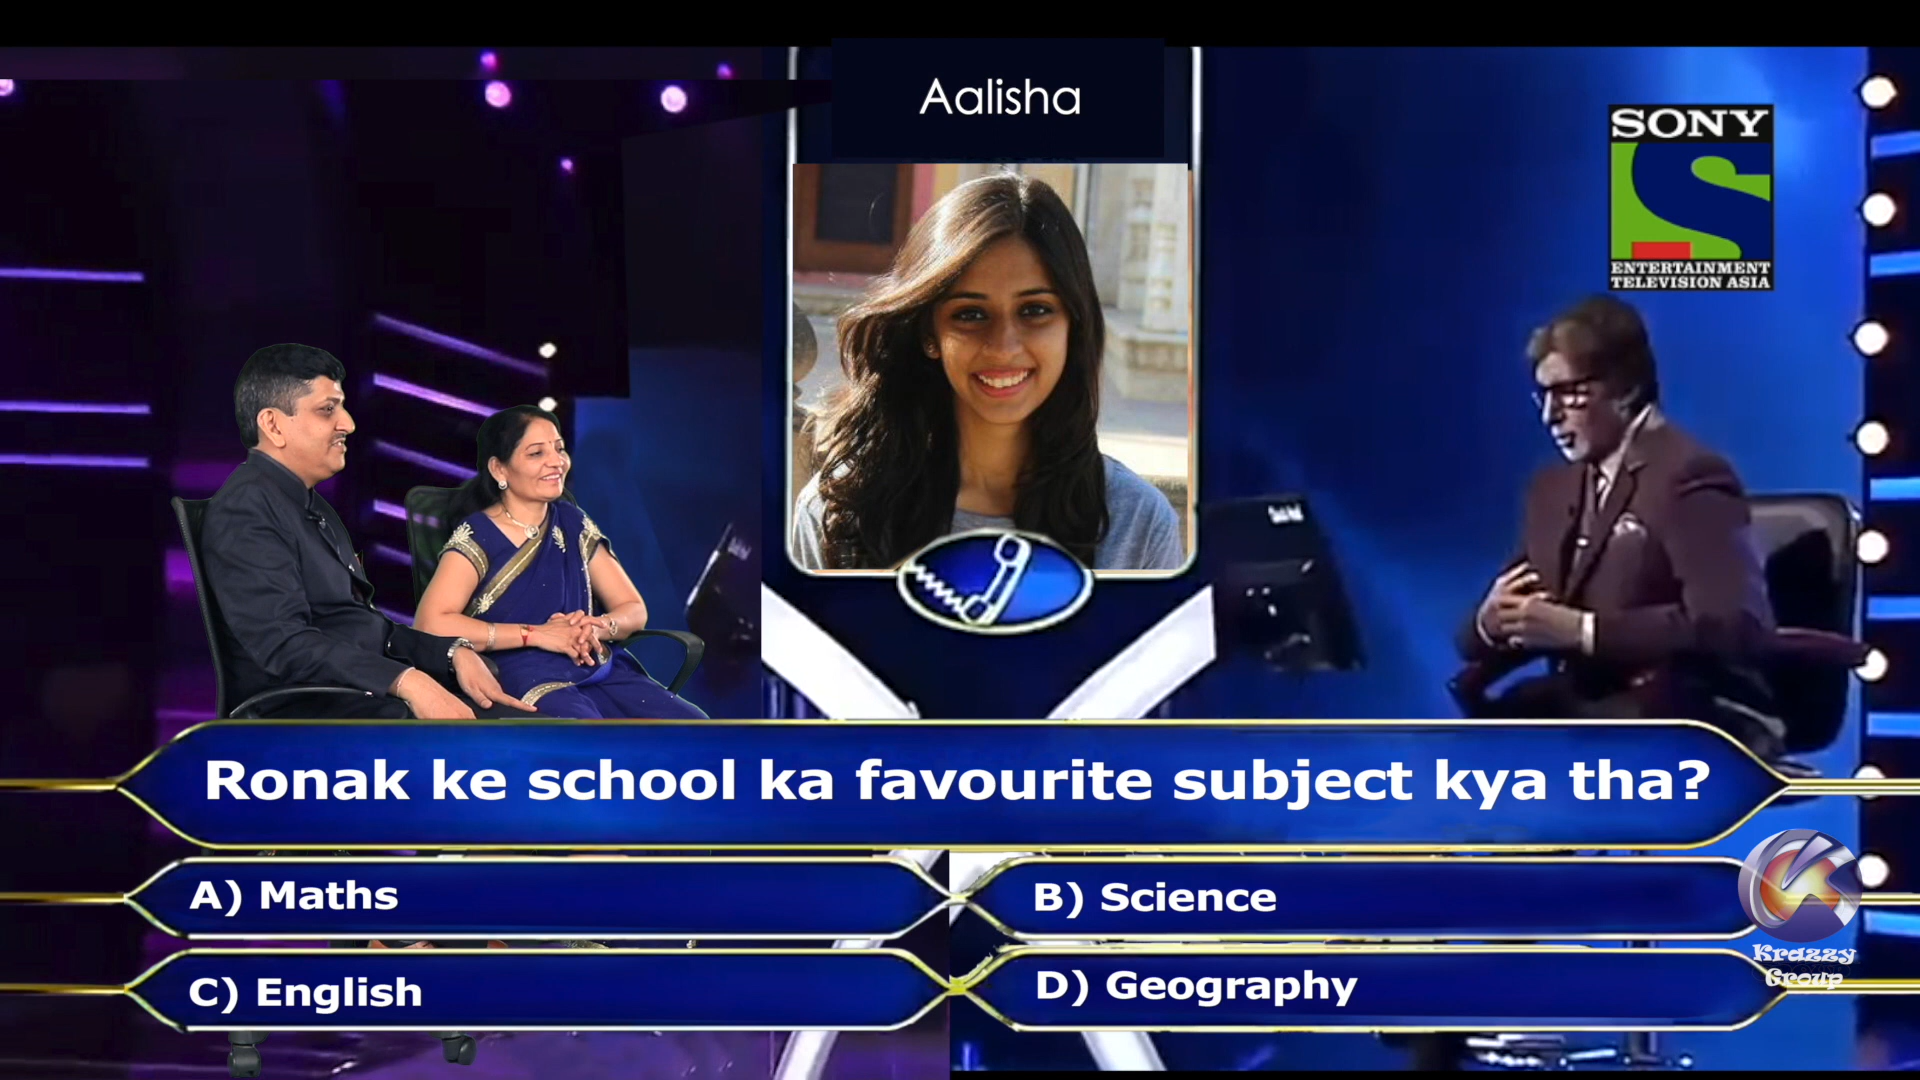 Aalisha
SONY
ENTERTAINMENT
TELEVISION ASIA
Ronak ke school ka favourite subject kya tha?
A) Maths
B) Science
C) English
D) Geography
Krazzy
Group